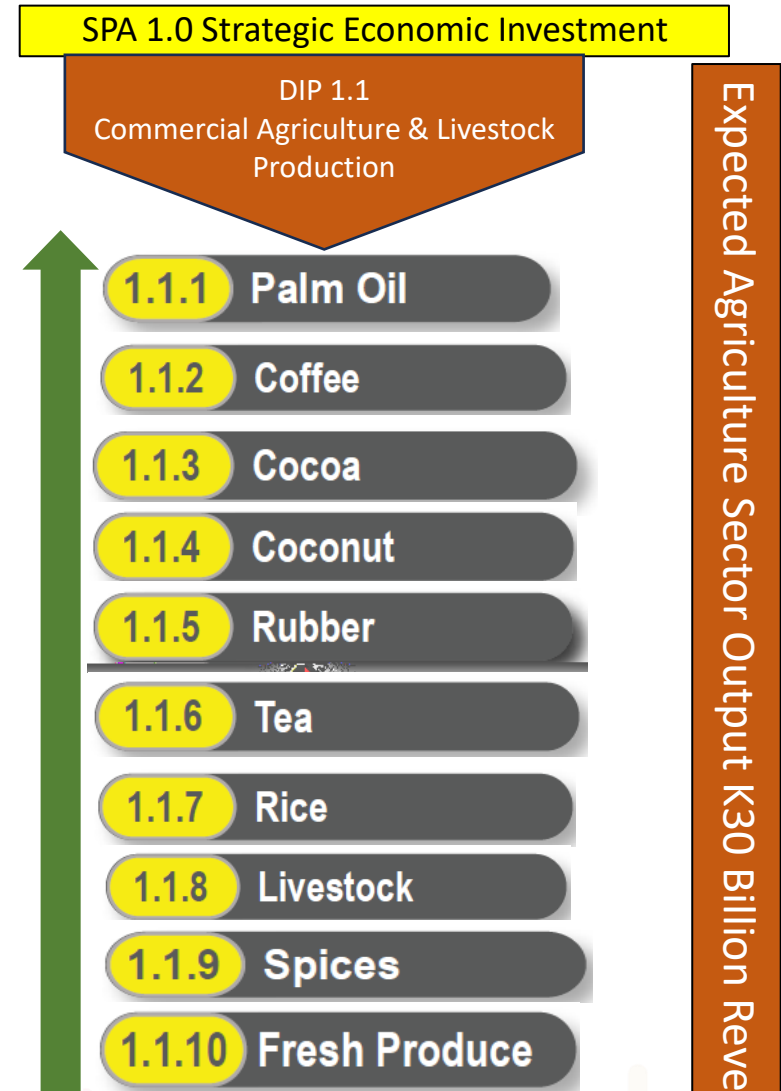 SPA 1.0 Strategic Economic Investment
DIP 1.1
Commercial Agriculture & Livestock
Production
1.1.1 Palm Oil
1.1.2 Coffee
1.1.3 Cocoa
1.1.4 Coconut
1.1.5 Rubber
1.1.6 Tea
1.1.7 Rice
1.1.8 Livestock
1.1.9 Spices
1.1.10 Fresh Produce
Expected Agriculture Sector Output K30 Billion Reve